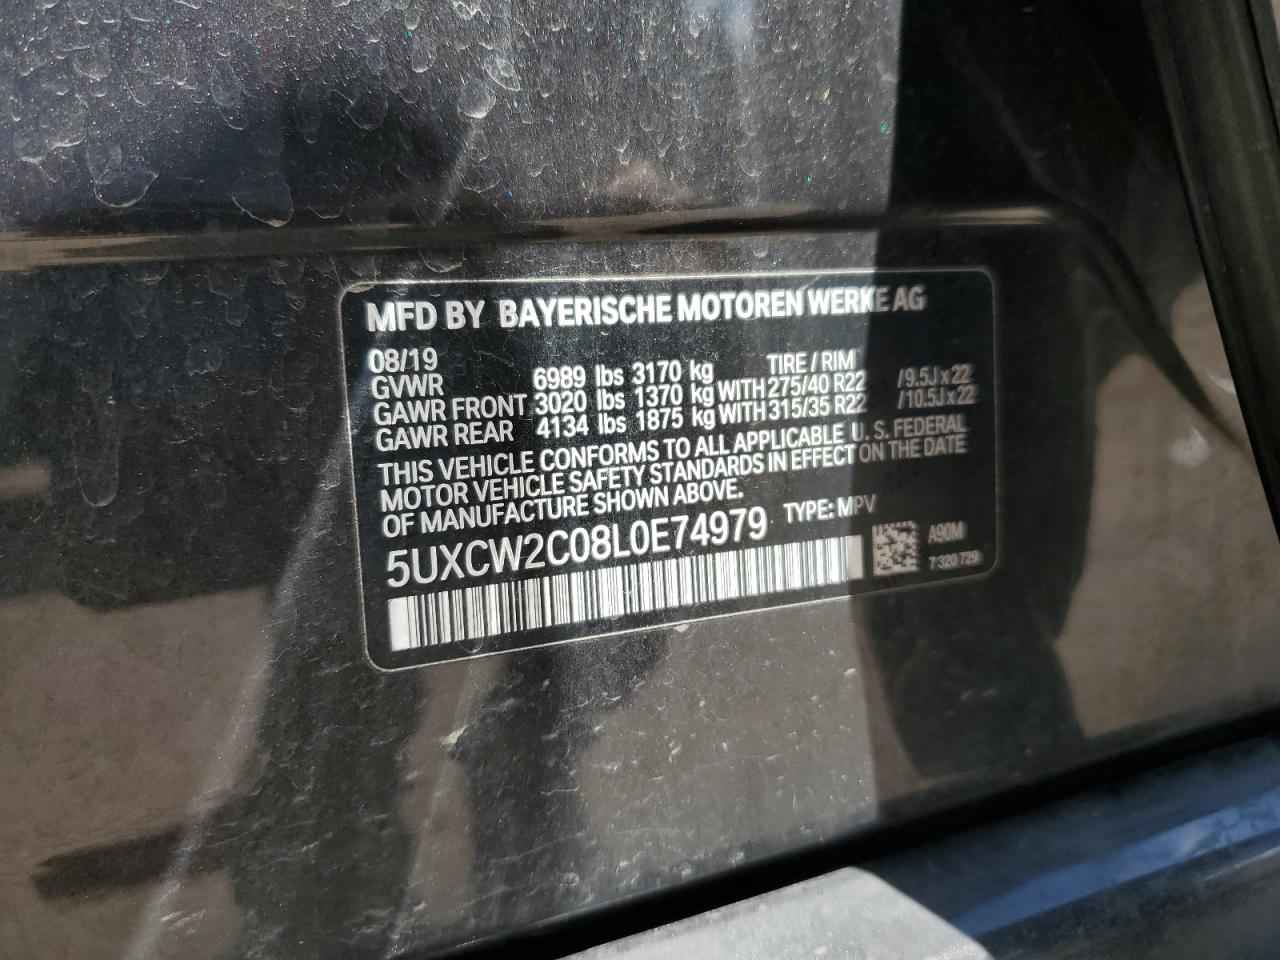 MFD BY BAYERISCHE MOTOREN WERKE AG
08/19
GVWR 6989 lbs 3170 kg TIRE / RIM
GAWR FRONT 3020 lbs 1370 kg WITH 275/40 R22 /9.5J x 22
GAWR REAR 4134 lbs 1875 kg WITH 315/35 R22 /10.5J x 22
THIS VEHICLE CONFORMS TO ALL APPLICABLE U. S. FEDERAL
MOTOR VEHICLE SAFETY STANDARDS IN EFFECT ON THE DATE
OF MANUFACTURE SHOWN ABOVE.
5UXCW2C08L0E74979 TYPE: MPV
A90M
7 320 729